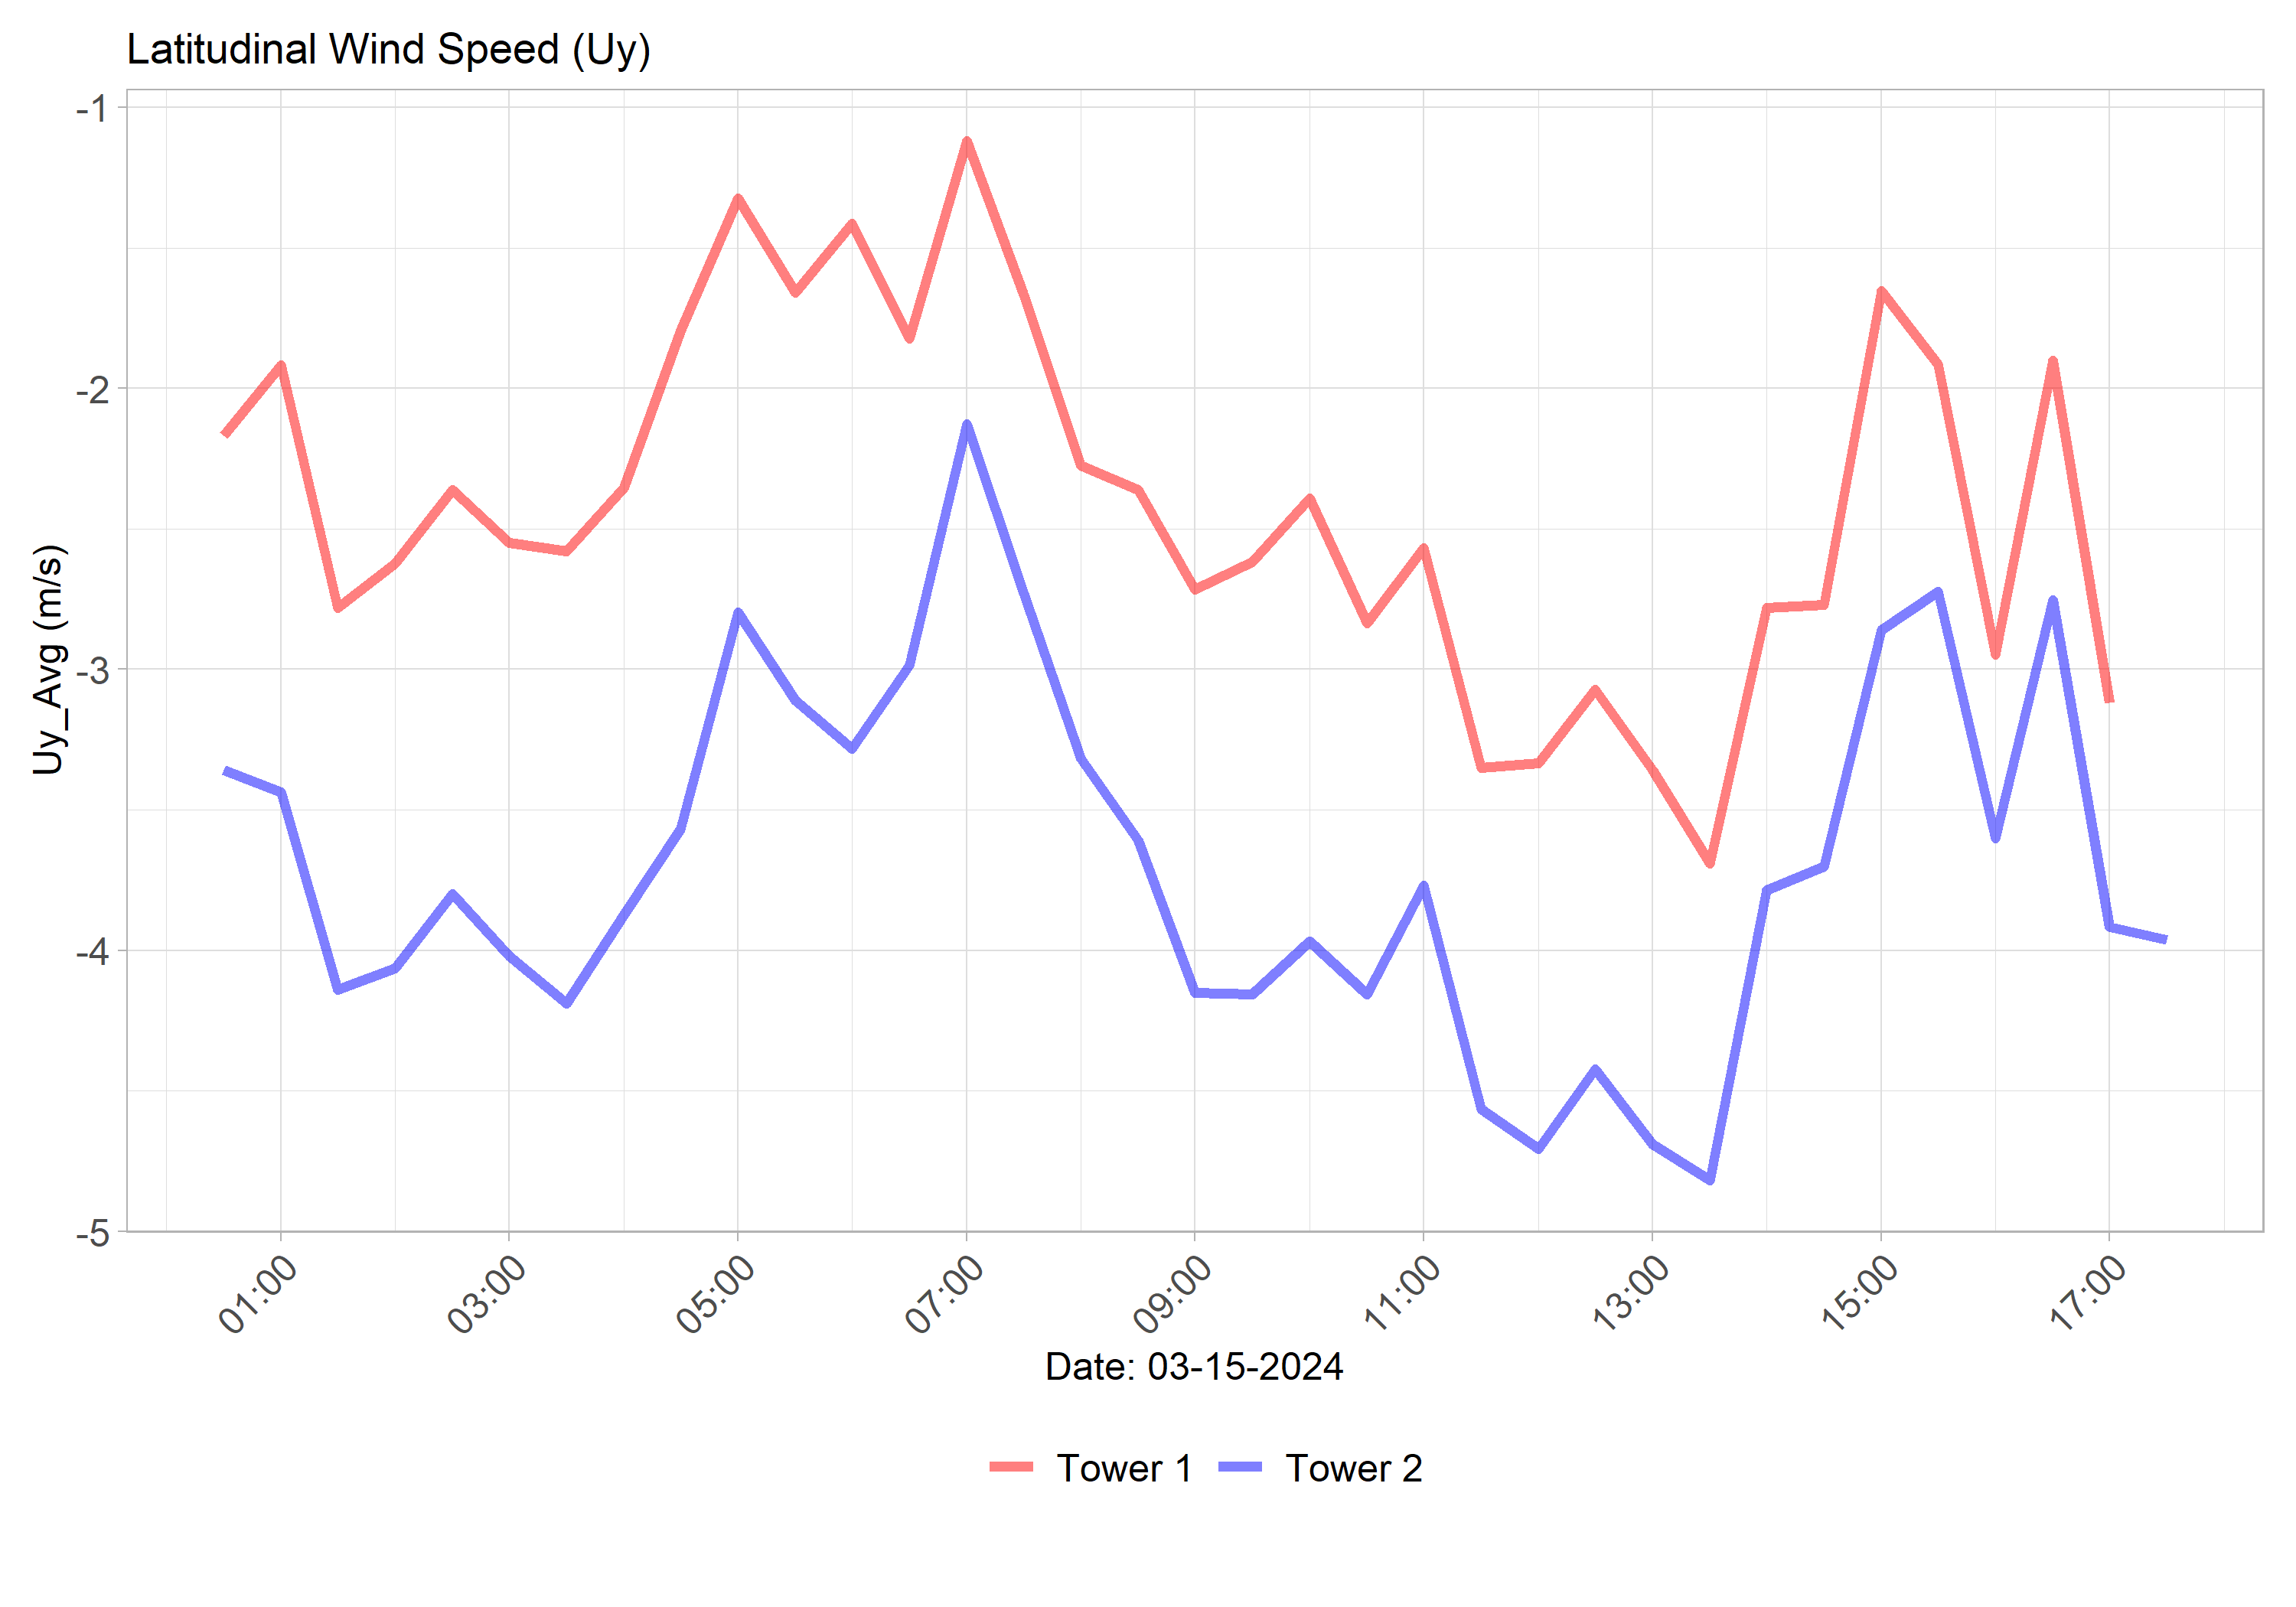 Latitudinal Wind Speed (Uy)
Uy_Avg (m/s)
-1
-2
-3
-4
-5
01:00 03:00 05:00 07:00 09:00 11:00 13:00 15:00 17:00
Date: 03-15-2024
Tower 1 Tower 2